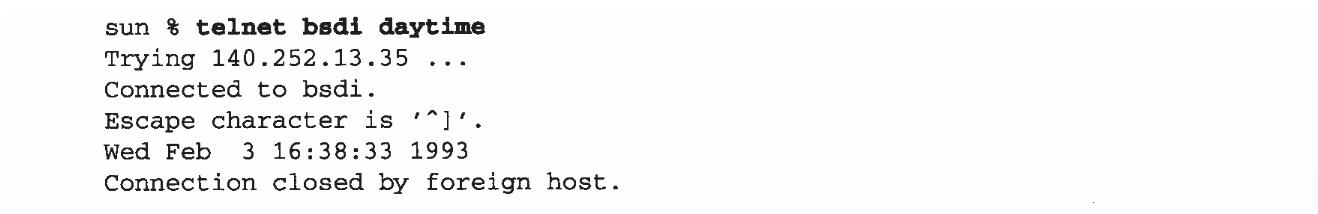 sun % telnet bsdi daytime
Trying 140.252.13.35 ...
Connected to bsdi.
Escape character is '^]'.
Wed Feb  3 16:38:33 1993
Connection closed by foreign host.